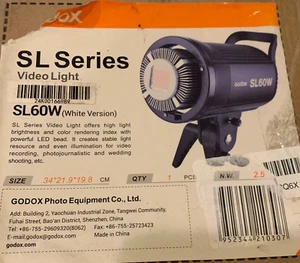 Godox
SL Series
Video Light
24K00166H8V
SL60W(White Version)
SL Series Video Light offers high light
brightness and color rendering index with
powerful LED bead. It creates stable light
resource and even illumination for video
recording, photojournalistic and wedding
shooting, etc.
godox SL60W
SIZE 34*21.9*19.8 CM QTY 1 PCS N.W. 2.5
GODOX Photo Equipment Co., Ltd.
Add: Building 2, Yaochuan Industrial Zone, Tangwei Community,
Fuhai Street, Bao'an District, Shenzhen, China
Tel: +86-755-29609320(8062) Fax: +86-755-25723423
E-mail: godox@godox.com
godox.com Made in China
952344 210307